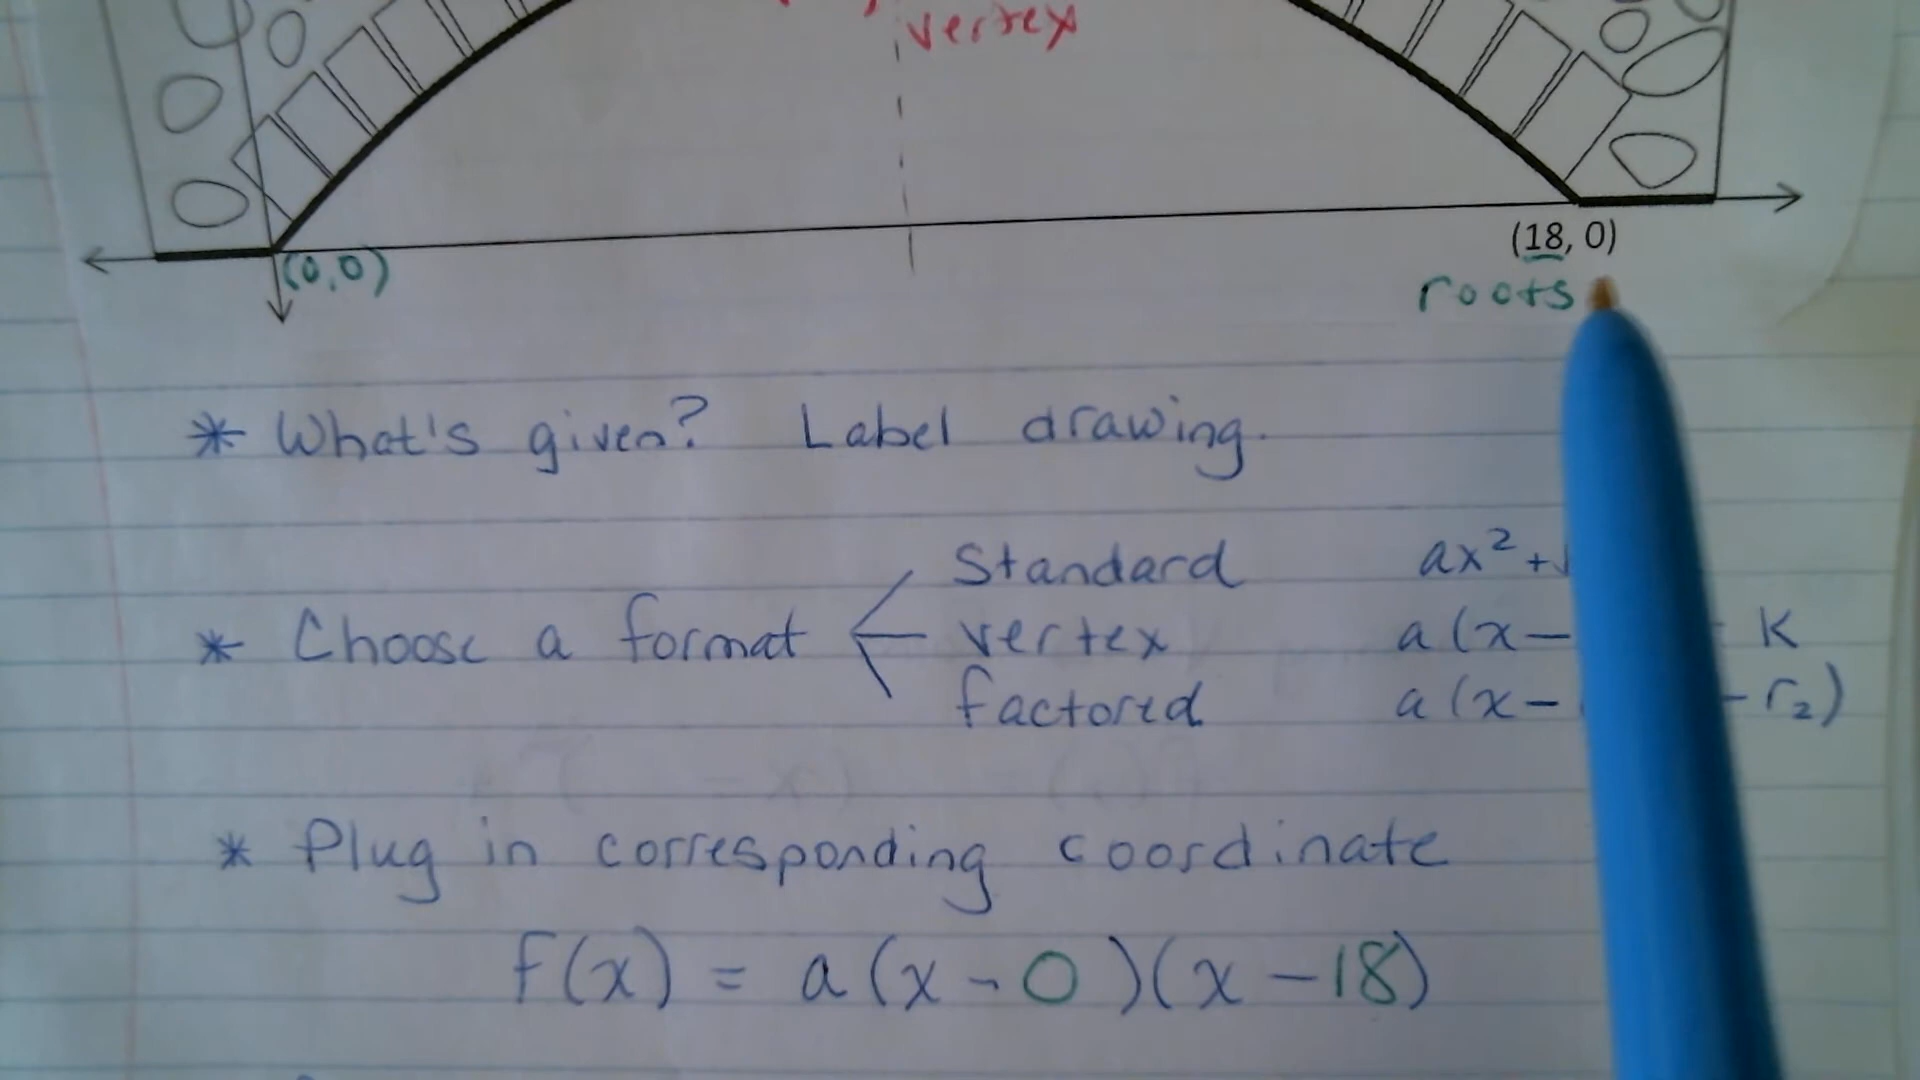 vertex
(0,0)
(18, 0)
roots
* What's given? Label drawing.
Standard ax² +
* Choose a format vertex a(x- K
factored a(x- -r₂)
* Plug in corresponding coordinate
f(x) = a(x-0)(x-18)